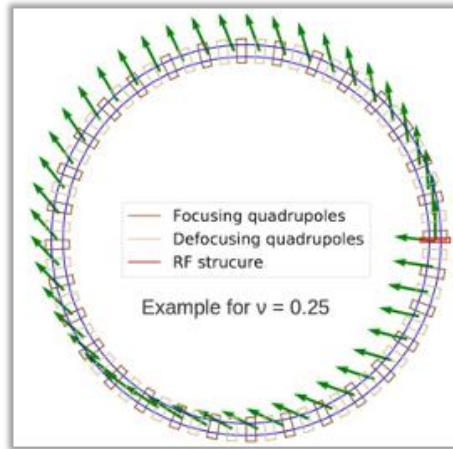 Focusing quadrupoles
Defocusing quadrupoles
RF strucure
Example for ν = 0.25